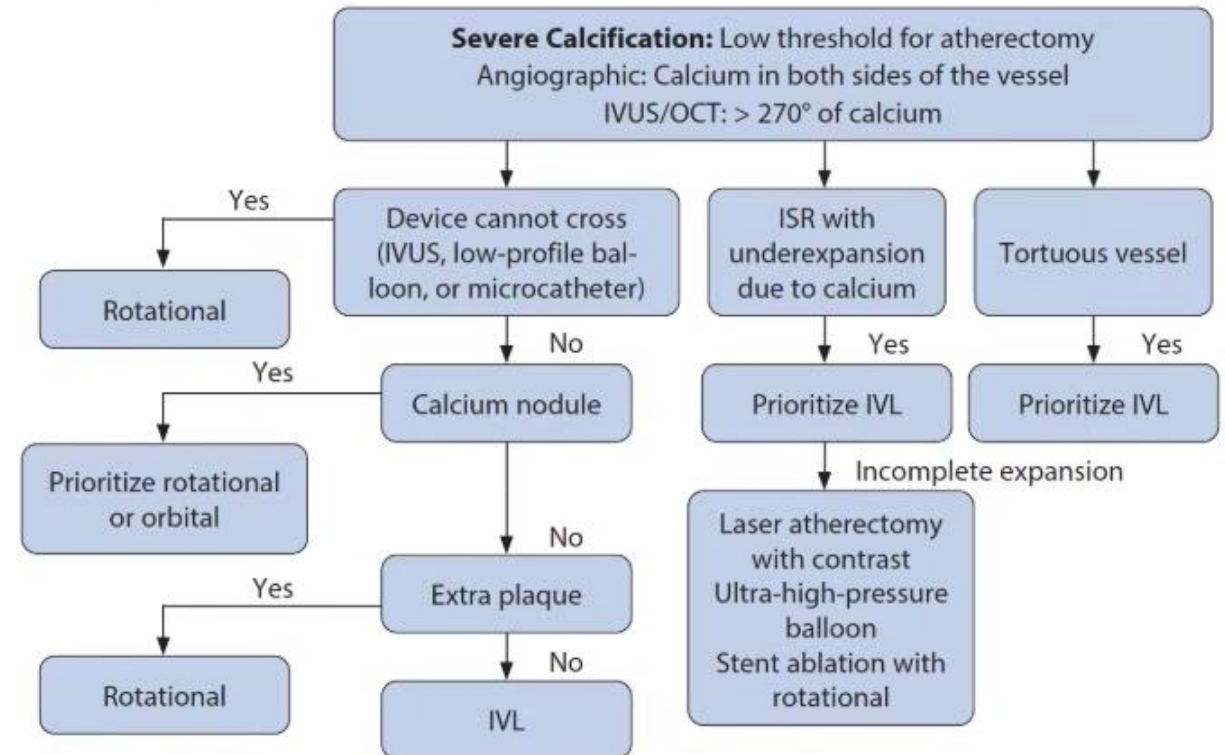 Severe Calcification: Low threshold for atherectomy
Angiographic: Calcium in both sides of the vessel
IVUS/OCT: > 270° of calcium
Yes
Device cannot cross
(IVUS, low-profile bal-
loon, or microcatheter)
ISR with
underexpansion
due to calcium
Tortuous vessel
Rotational
No
Yes
Yes
Yes
Calcium nodule
Prioritize IVL
Prioritize IVL
Prioritize rotational
or orbital
Incomplete expansion
Laser atherectomy
with contrast
Ultra-high-pressure
balloon
Stent ablation with
rotational
No
Yes
Extra plaque
No
Rotational
IVL